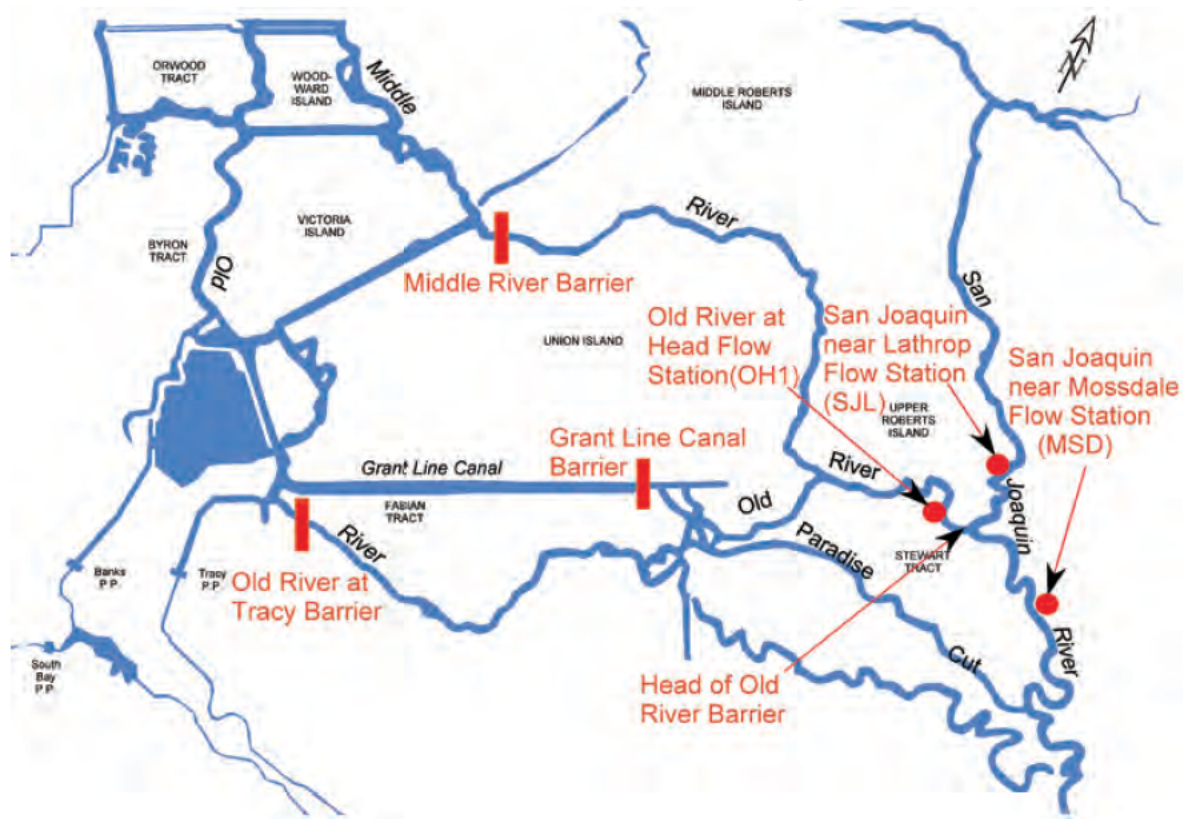 ORWOOD
TRACT
WOOD-
WARD
ISLAND
Middle
MIDDLE ROBERTS
ISLAND
N
River
BYRON
TRACT
VICTORIA
ISLAND
Old
Middle River Barrier
San
UNION ISLAND
Old River at
Head Flow
Station(OH1)
San Joaquin
near Lathrop
Flow Station
(SJL)
San Joaquin
near Mossdale
Flow Station
(MSD)
UPPER
ROBERTS
ISLAND
Grant Line Canal
Barrier
Grant Line Canal
FABIAN
TRACT
River
Old
River
Joaquin
Paradise
STEWART
TRACT
Banks
P.P.
Tracy
P.P.
Old River at
Tracy Barrier
Cut
River
South
Bay
P.P.
Head of Old
River Barrier